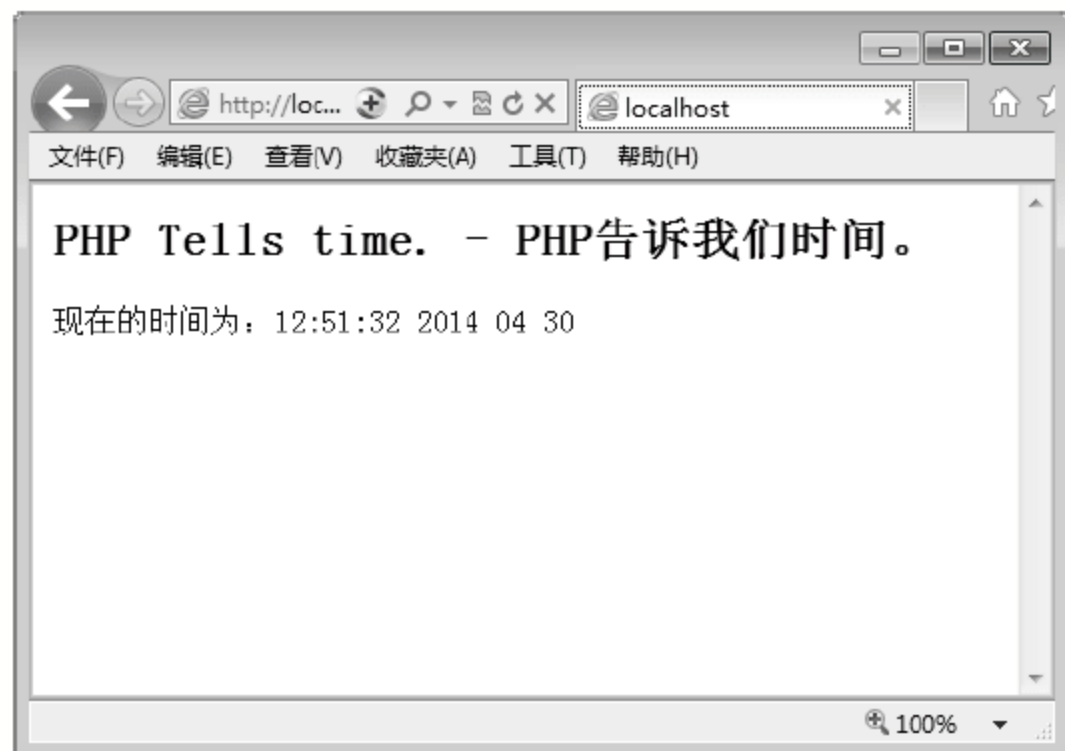 http://loc... localhost
文件(F) 编辑(E) 查看(V) 收藏夹(A) 工具(T) 帮助(H)
PHP Tells time. - PHP告诉我们时间。
现在的时间为：12:51:32 2014 04 30
100%